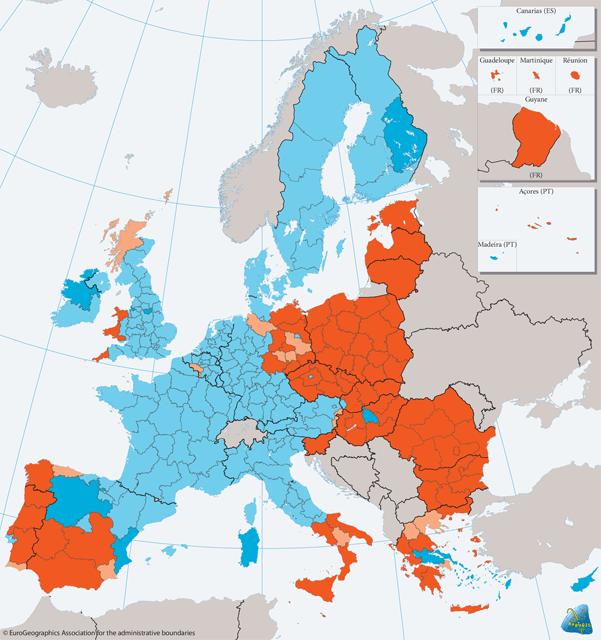 Canarias (ES)
Guadeloupe Martinique Réunion
(FR) (FR) (FR)
Guyane
(FR)
Açores (PT)
Madeira (PT)
© EuroGeographics Association for the administrative boundaries